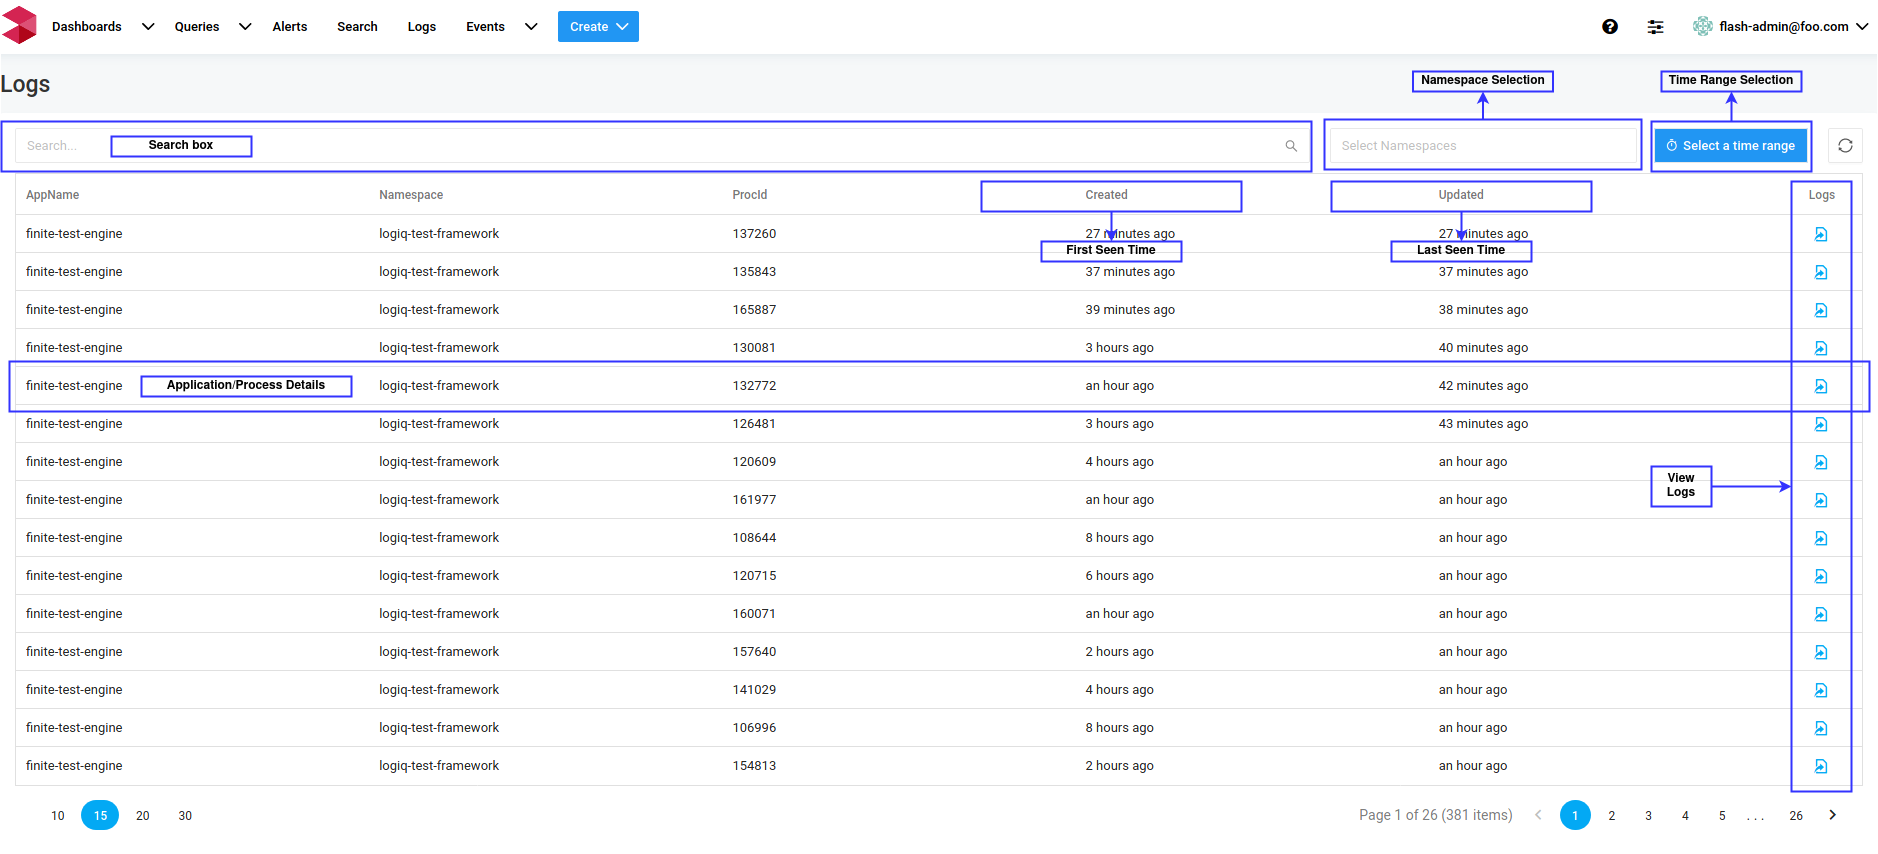 Dashboards Queries Alerts Search Logs Events Create flash-admin@foo.com
Logs
Namespace Selection Time Range Selection
Search... Search box Select Namespaces Select a time range
AppName Namespace ProcId Created Updated Logs
finite-test-engine logiq-test-framework 137260 27 minutes ago 27 minutes ago
First Seen Time Last Seen Time
finite-test-engine logiq-test-framework 135843 37 minutes ago 37 minutes ago
finite-test-engine logiq-test-framework 165887 39 minutes ago 38 minutes ago
finite-test-engine logiq-test-framework 130081 3 hours ago 40 minutes ago
finite-test-engine Application/Process Details logiq-test-framework 132772 an hour ago 42 minutes ago
finite-test-engine logiq-test-framework 126481 3 hours ago 43 minutes ago
finite-test-engine logiq-test-framework 120609 4 hours ago an hour ago
View
Logs
finite-test-engine logiq-test-framework 161977 an hour ago an hour ago
finite-test-engine logiq-test-framework 108644 8 hours ago an hour ago
finite-test-engine logiq-test-framework 120715 6 hours ago an hour ago
finite-test-engine logiq-test-framework 160071 an hour ago an hour ago
finite-test-engine logiq-test-framework 157640 2 hours ago an hour ago
finite-test-engine logiq-test-framework 141029 4 hours ago an hour ago
finite-test-engine logiq-test-framework 106996 8 hours ago an hour ago
finite-test-engine logiq-test-framework 154813 2 hours ago an hour ago
10 15 20 30 Page 1 of 26 (381 items) 1 2 3 4 5 ... 26